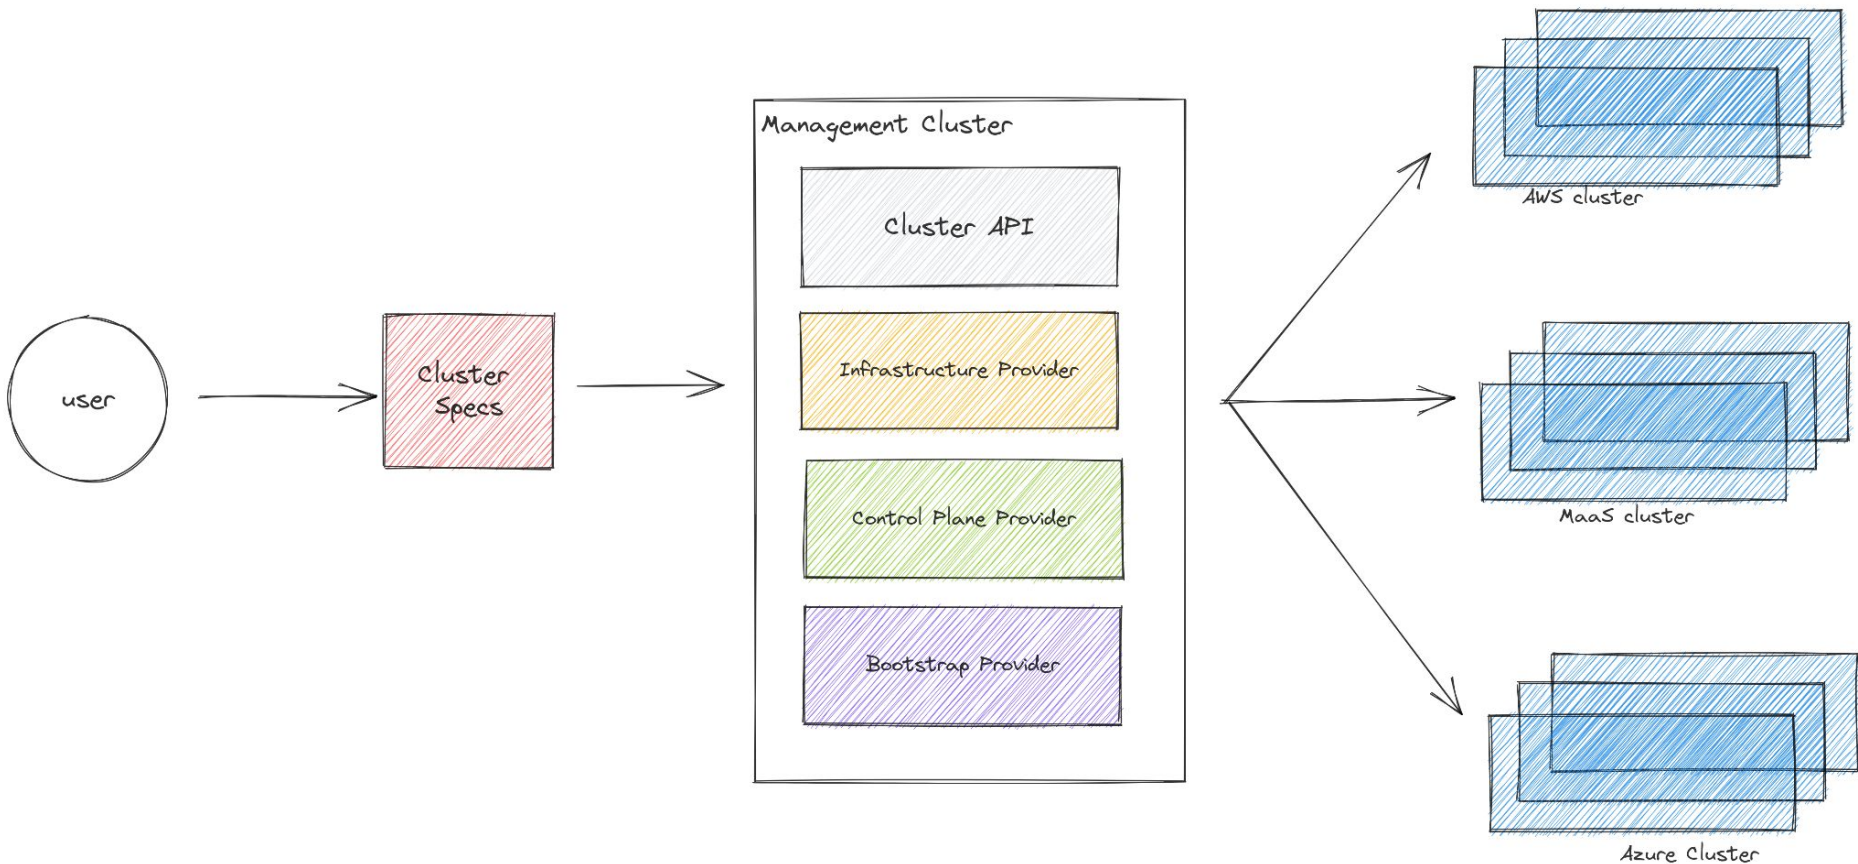 user
Cluster
Specs
Management Cluster
Cluster API
Infrastructure Provider
Control Plane Provider
Bootstrap Provider
AWS cluster
MaaS cluster
Azure Cluster